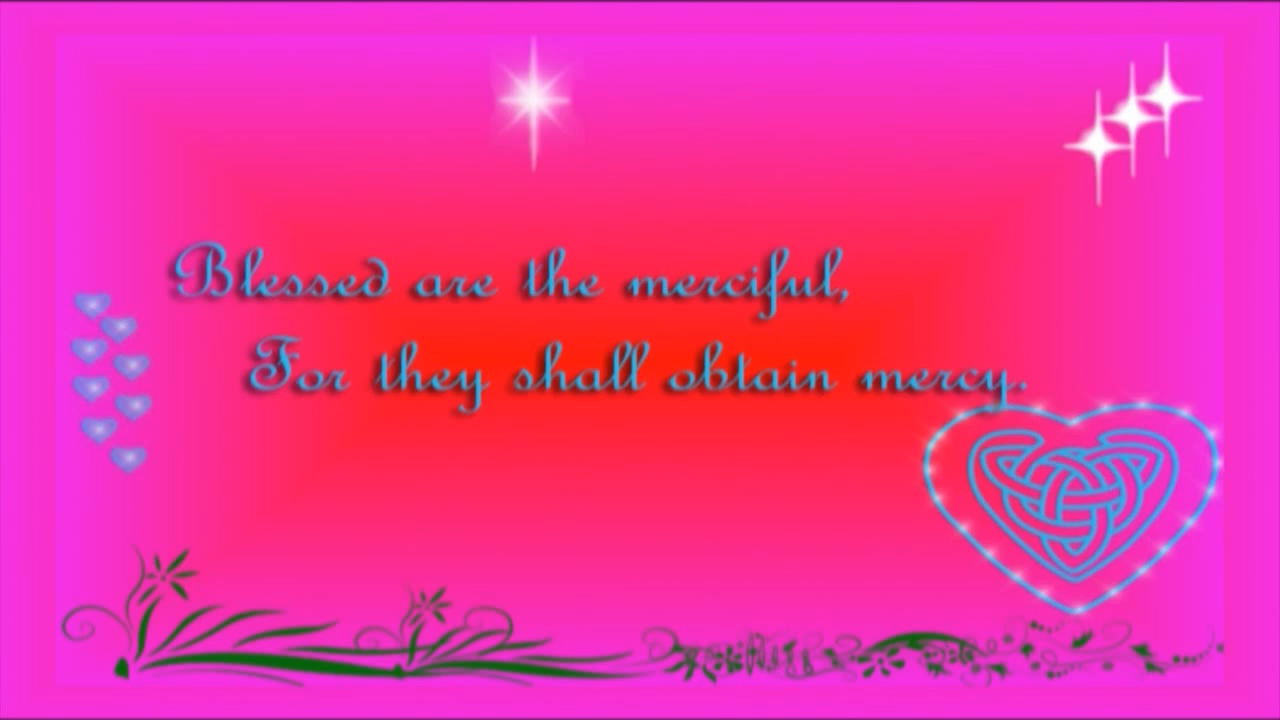 Blessed are the merciful,
For they shall obtain mercy.